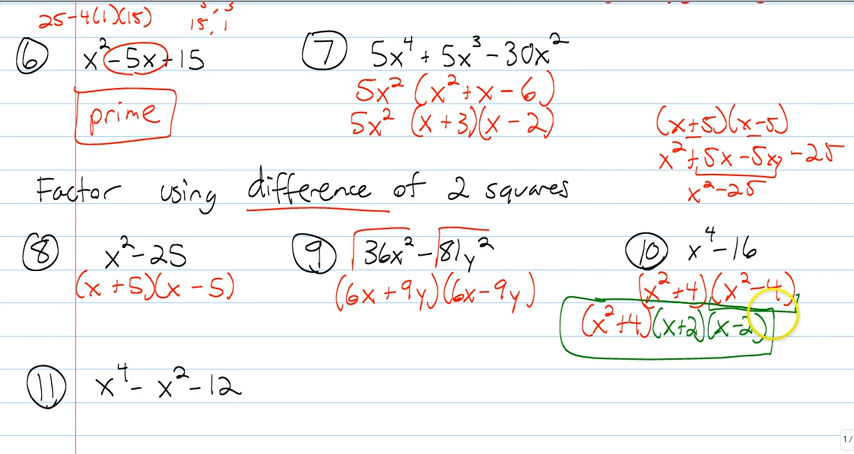 25-4(1)(15) 15, 1
⑥ x²-5x+15 ⑦ 5x⁴+5x³-30x²
prime 5x² (x²+x-6)
5x² (x+3)(x-2)
(x+5)(x-5)
x²+5x-5x-25
x²-25
Factor using difference of 2 squares
⑧ x²-25 ⑨ 36x²-81y² ⑩ x⁴-16
(x+5)(x-5) (6x+9y)(6x-9y) (x²+4)(x²-4)
(x²+4)(x+2)(x-2)
⑪ x⁴-x²-12
1/